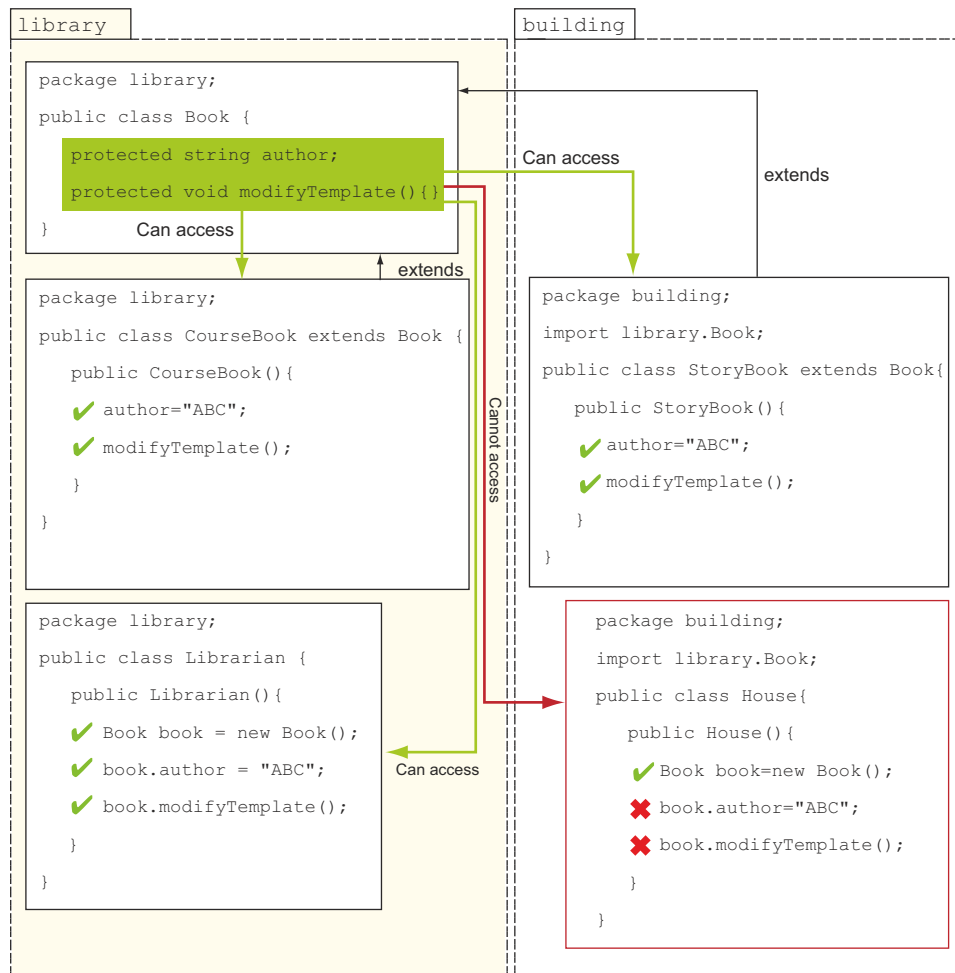 library
package library;
public class Book {
protected string author;
protected void modifyTemplate(){}
}
Can access
extends
package library;
public class CourseBook extends Book {
public CourseBook(){
author="ABC";
modifyTemplate();
}
}
package library;
public class Librarian {
public Librarian(){
Book book = new Book();
book.author = "ABC";
book.modifyTemplate();
}
}
Can access
Cannot access
building
Can access
extends
package building;
import library.Book;
public class StoryBook extends Book{
public StoryBook(){
author="ABC";
modifyTemplate();
}
}
package building;
import library.Book;
public class House{
public House(){
Book book=new Book();
book.author="ABC";
book.modifyTemplate();
}
}